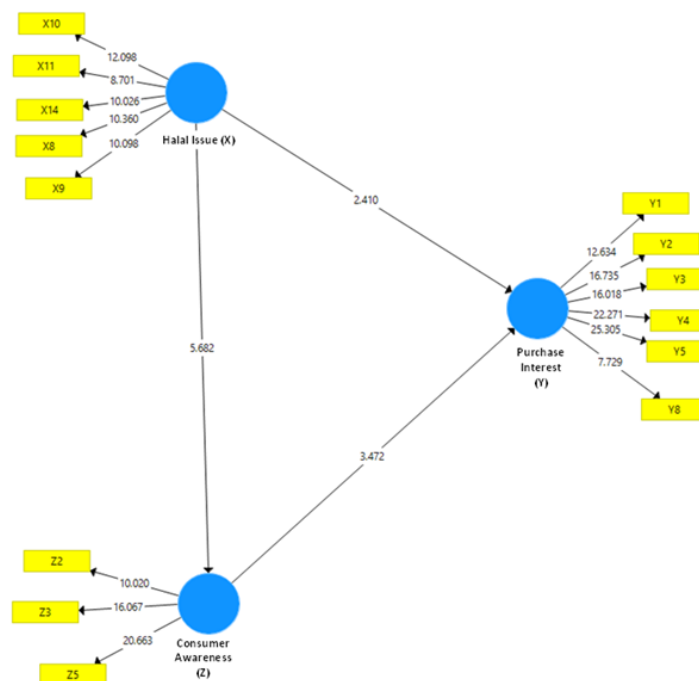 X10
12.098
X11
8.701
X14
10.026
X8
10.360
10.098
X9
Halal Issue (X)
2.410
Y1
12.634
Y2
16.735
Y3
16.018
22.271
Y4
25.305
Y5
7.729
Y8
Purchase
Interest
(Y)
5.682
3.472
Z2
10.020
Z3
16.067
20.663
Z5
Consumer
Awareness
(Z)